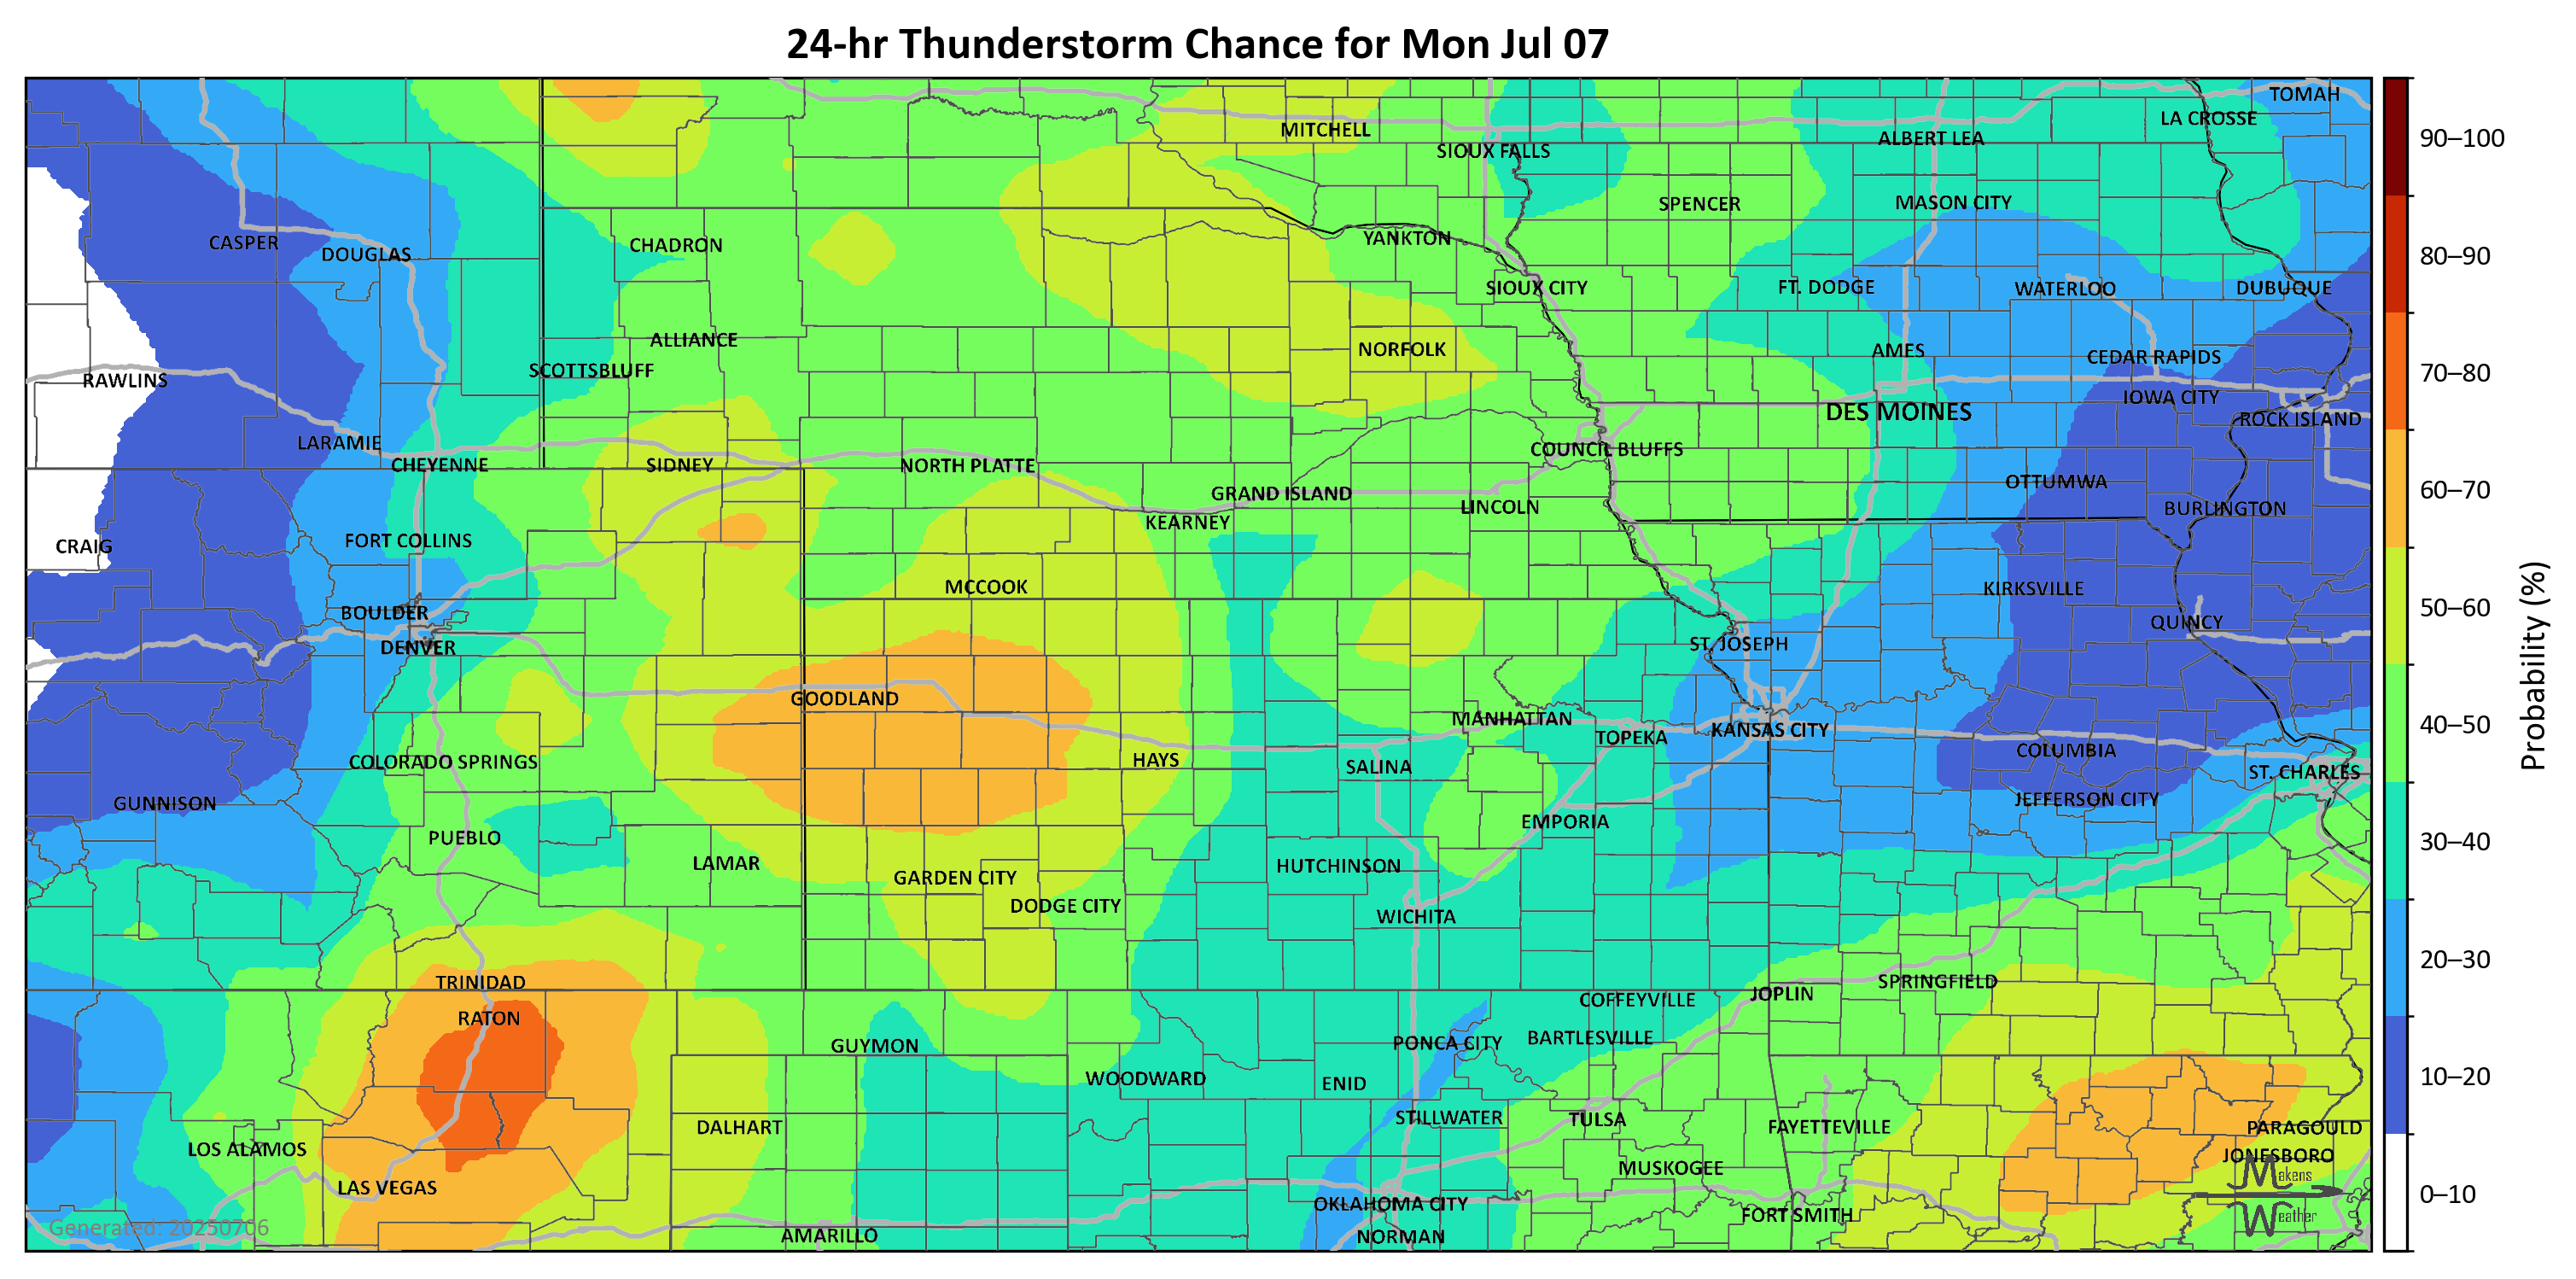 24-hr Thunderstorm Chance for Mon Jul 07
TOMAH
LA CROSSE
MITCHELL
ALBERT LEA
SIOUX FALLS
SPENCER
MASON CITY
CASPER
DOUGLAS
CHADRON
YANKTON
SIOUX CITY
FT. DODGE
WATERLOO
DUBUQUE
ALLIANCE
NORFOLK
AMES
CEDAR RAPIDS
RAWLINS
SCOTTSBLUFF
IOWA CITY
DES MOINES
ROCK ISLAND
LARAMIE
COUNCIL BLUFFS
CHEYENNE
SIDNEY
NORTH PLATTE
OTTUMWA
GRAND ISLAND
LINCOLN
BURLINGTON
KEARNEY
CRAIG
FORT COLLINS
MCCOOK
KIRKSVILLE
BOULDER
QUINCY
DENVER
ST. JOSEPH
GOODLAND
MANHATTAN
TOPEKA
KANSAS CITY
COLUMBIA
COLORADO SPRINGS
HAYS
SALINA
ST. CHARLES
GUNNISON
JEFFERSON CITY
PUEBLO
EMPORIA
LAMAR
HUTCHINSON
GARDEN CITY
DODGE CITY
WICHITA
TRINIDAD
SPRINGFIELD
JOPLIN
COFFEYVILLE
RATON
BARTLESVILLE
GUYMON
PONCA CITY
WOODWARD
ENID
STILLWATER
TULSA
DALHART
FAYETTEVILLE
PARAGOULD
LOS ALAMOS
JONESBORO
MUSKOGEE
LAS VEGAS
OKLAHOMA CITY
FORT SMITH
AMARILLO
NORMAN
Generated: 20250706
Makens
Weather
90–100
80–90
70–80
60–70
50–60
40–50
30–40
20–30
10–20
0–10
Probability (%)